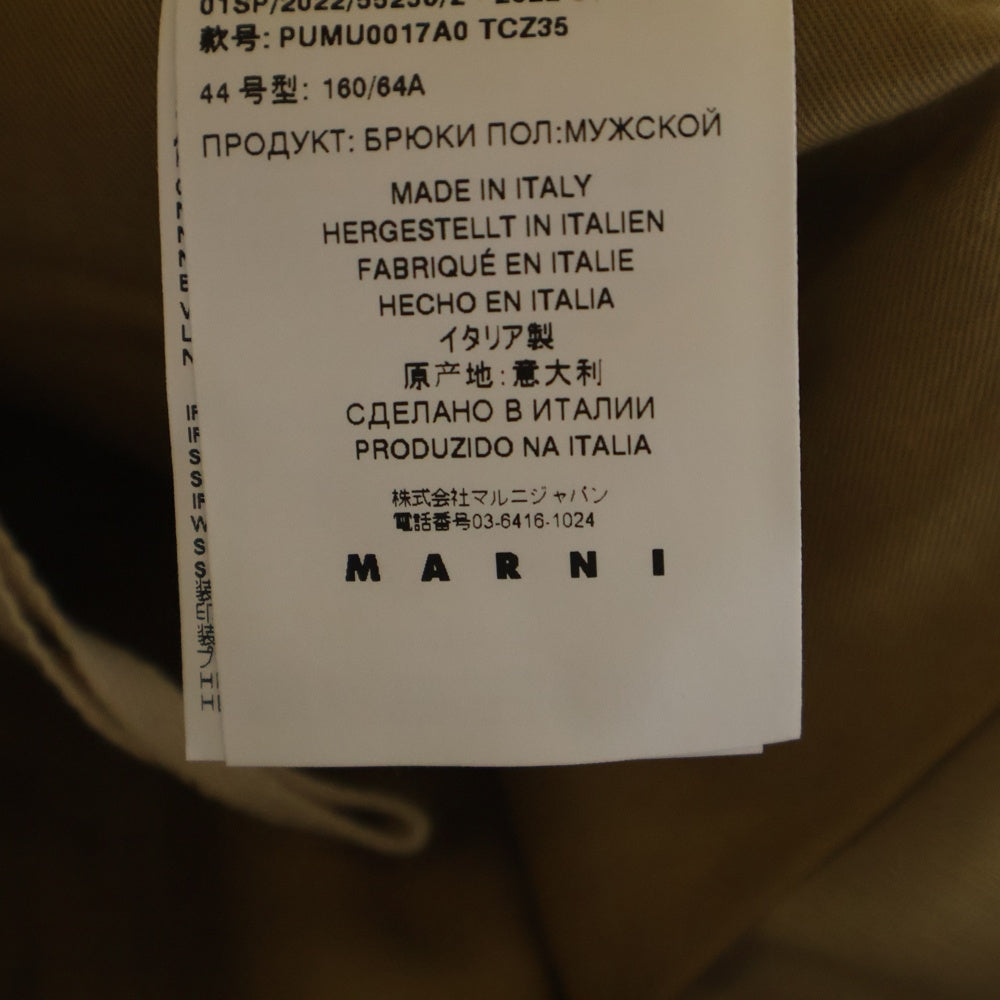 款号: PUMU0017A0 TCZ35
44 号型: 160/64A
ПРОДУКТ: БРЮКИ ПОЛ:МУЖСКОЙ
MADE IN ITALY
HERGESTELLT IN ITALIEN
FABRIQUÉ EN ITALIE
HECHO EN ITALIA
イタリア製
原产地:意大利
СДЕЛАНО В ИТАЛИИ
PRODUZIDO NA ITALIA
株式会社マルニジャパン
電話番号03-6416-1024
MARNI